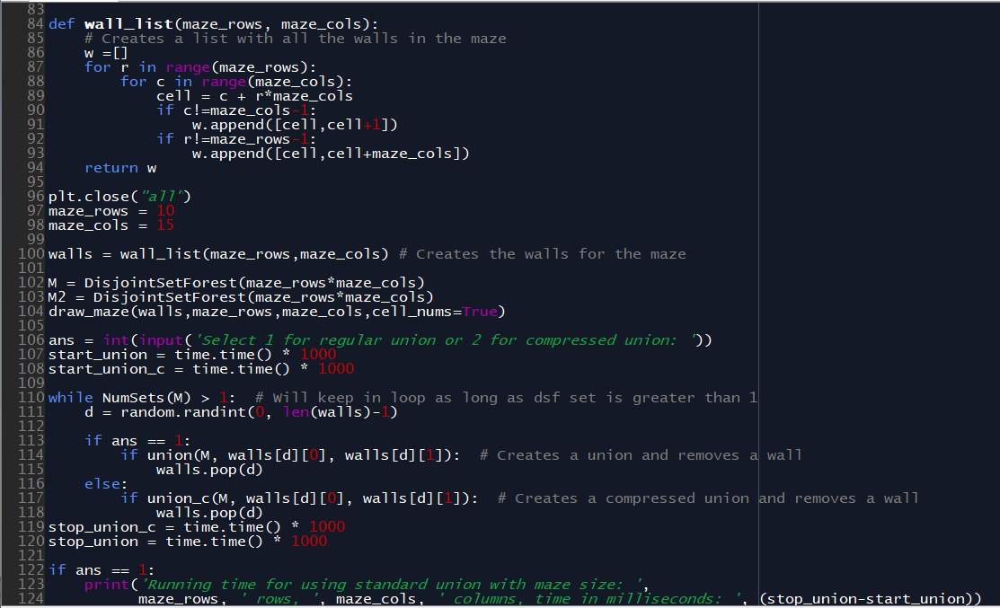 83
84 def wall_list(maze_rows, maze_cols):
85     # Creates a list with all the walls in the maze
86     w =[]
87     for r in range(maze_rows):
88         for c in range(maze_cols):
89             cell = c + r*maze_cols
90             if c!=maze_cols-1:
91                 w.append([cell,cell+1])
92             if r!=maze_rows-1:
93                 w.append([cell,cell+maze_cols])
94     return w
95
96 plt.close("all")
97 maze_rows = 10
98 maze_cols = 15
99
100 walls = wall_list(maze_rows,maze_cols) # Creates the walls for the maze
101
102 M = DisjointSetForest(maze_rows*maze_cols)
103 M2 = DisjointSetForest(maze_rows*maze_cols)
104 draw_maze(walls,maze_rows,maze_cols,cell_nums=True)
105
106 ans = int(input('Select 1 for regular union or 2 for compressed union: '))
107 start_union = time.time() * 1000
108 start_union_c = time.time() * 1000
109
110 while NumSets(M) > 1:  # Will keep in loop as long as dsf set is greater than 1
111     d = random.randint(0, len(walls)-1)
112
113     if ans == 1:
114         if union(M, walls[d][0], walls[d][1]):  # Creates a union and removes a wall
115             walls.pop(d)
116     else:
117         if union_c(M, walls[d][0], walls[d][1]):  # Creates a compressed union and removes a wall
118             walls.pop(d)
119 stop_union_c = time.time() * 1000
120 stop_union = time.time() * 1000
121
122 if ans == 1:
123     print('Running time for using standard union with maze size: ',
124           maze_rows, ' rows, ', maze_cols, ' columns, time in milliseconds: ', (stop_union-start_union))